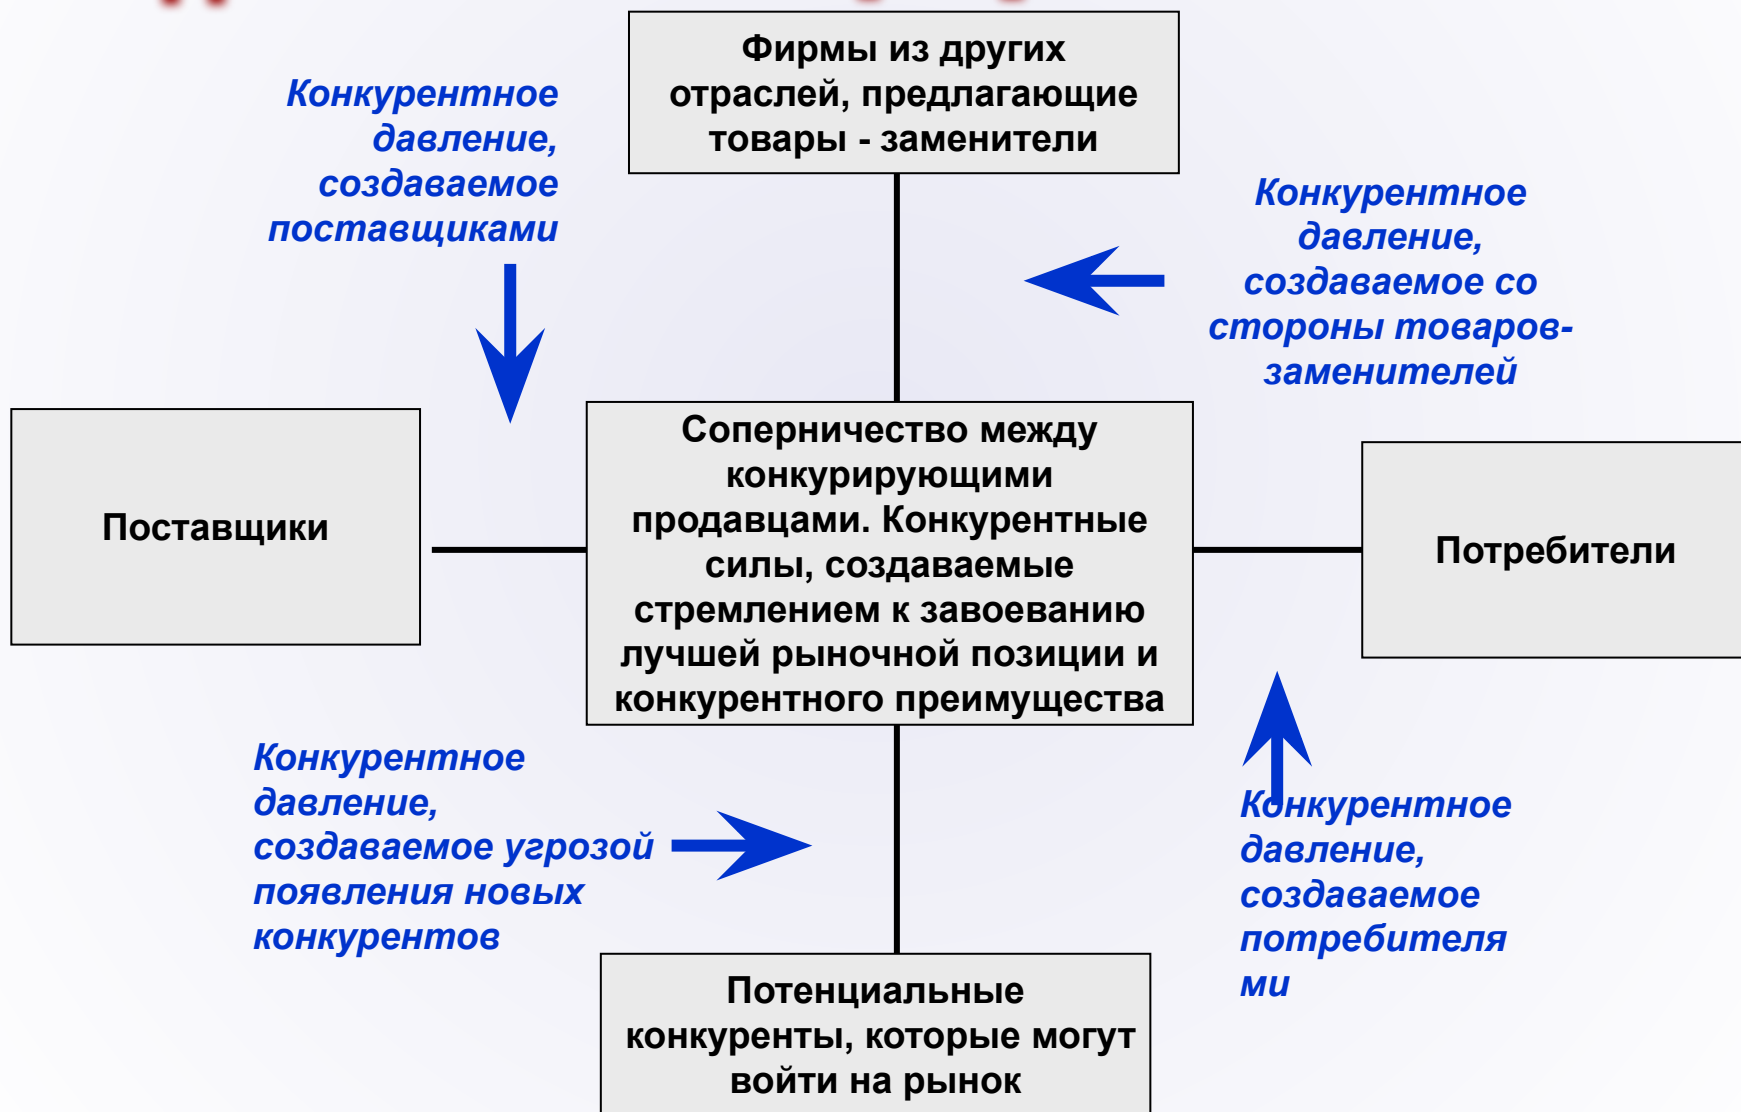 Фирмы из других
отраслей, предлагающие
товары - заменители
Конкурентное
давление,
создаваемое
поставщиками
Конкурентное
давление,
создаваемое со
стороны товаров-
заменителей
Поставщики
Соперничество между
конкурирующими
продавцами. Конкурентные
силы, создаваемые
стремлением к завоеванию
лучшей рыночной позиции и
конкурентного преимущества
Потребители
Конкурентное
давление,
создаваемое угрозой
появления новых
конкурентов
Конкурентное
давление,
создаваемое
потребителя
ми
Потенциальные
конкуренты, которые могут
войти на рынок